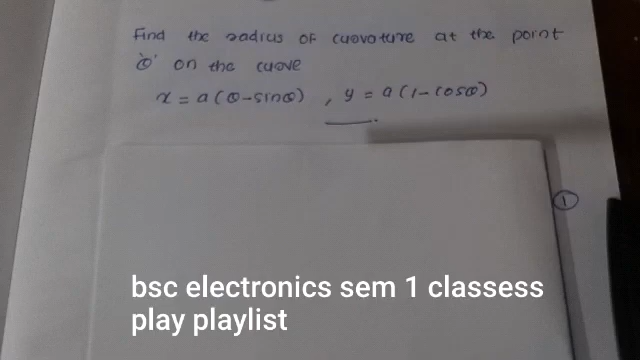 Find the radius of curvature at the point
'θ' on the curve
x = a(θ-sinθ) , y = a(1-cosθ)
1
bsc electronics sem 1 classess
play playlist